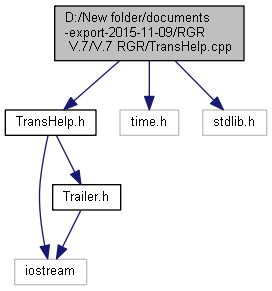 D:/New folder/documents
-export-2015-11-09/RGR
V.7/V.7 RGR/TransHelp.cpp
TransHelp.h
time.h
stdlib.h
Trailer.h
iostream